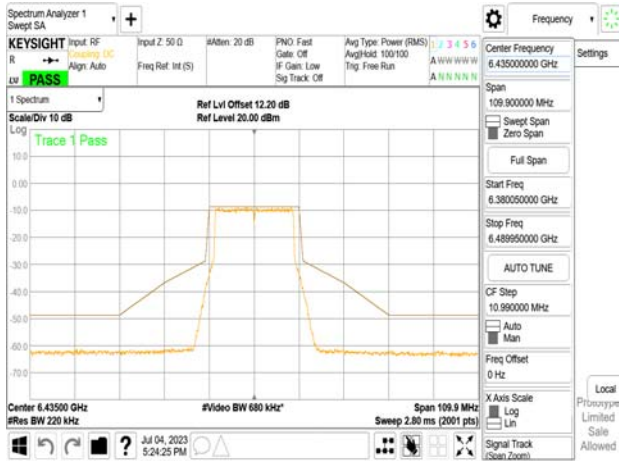 Spectrum Analyzer 1
Swept SA
+
Frequency
KEYSIGHT
Input: RF
Coupling: DC
Align: Auto
Input Z: 50 Ω
Freq Ref: Int (S)
#Atten: 20 dB
PNO: Fast
Gate: Off
IF Gain: Low
Sig Track: Off
Avg Type: Power (RMS)
Avg|Hold: 100/100
Trig: Free Run
1 2 3 4 5 6
A W W W W W
A N N N N N
R
PASS
1 Spectrum
Scale/Div 10 dB
Ref Lvl Offset 12.20 dB
Ref Level 20.00 dBm
Log
Trace 1 Pass
10.0
0.00
-10.0
-20.0
-30.0
-40.0
-50.0
-60.0
-70.0
Center 6.43500 GHz
#Res BW 220 kHz
#Video BW 680 kHz*
Span 109.9 MHz
Sweep 2.80 ms (2001 pts)
Jul 04, 2023
5:24:25 PM
?
Center Frequency
6.435000000 GHz
Settings
Span
109.900000 MHz
Swept Span
Zero Span
Full Span
Start Freq
6.380050000 GHz
Stop Freq
6.489950000 GHz
AUTO TUNE
CF Step
10.990000 MHz
Auto
Man
Freq Offset
0 Hz
X Axis Scale
Log
Lin
Signal Track
(Span Zoom)
Local
Prototype
Limited
Sale
Allowed